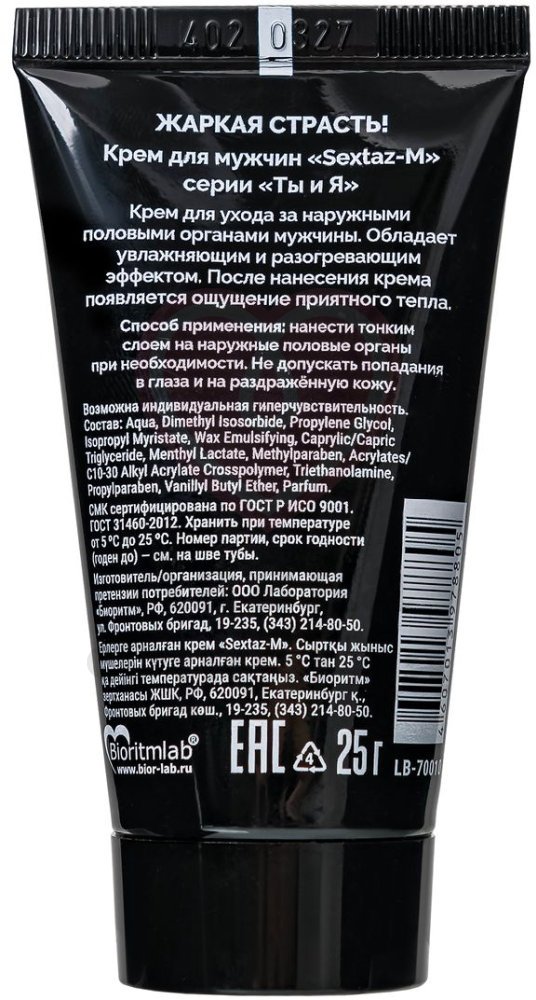 402 0327
ЖАРКАЯ СТРАСТЬ!
Крем для мужчин «Sextaz-M»
серии «Ты и Я»
Крем для ухода за наружными
половыми органами мужчины. Обладает
увлажняющим и разогревающим
эффектом. После нанесения крема
появляется ощущение приятного тепла.
Способ применения: нанести тонким
слоем на наружные половые органы
при необходимости. Не допускать попадания
в глаза и на раздражённую кожу.
Возможна индивидуальная гиперчувствительность.
Состав: Aqua, Dimethyl Isosorbide, Propylene Glycol,
Isopropyl Myristate, Wax Emulsifying, Caprylic/Capric
Triglyceride, Menthyl Lactate, Methylparaben, Acrylates/
C10-30 Alkyl Acrylate Crosspolymer, Triethanolamine,
Propylparaben, Vanillyl Butyl Ether, Parfum.
СМК сертифицировано по ГОСТ Р ИСО 9001.
ГОСТ 31460-2012. Хранить при температуре
от 5 °C до 25 °C. Номер партии, срок годности
(годен до) — см. на шве тубы.
Изготовитель/организация, принимающая
претензии потребителей: ООО Лаборатория
«Биоритм», РФ, 620091, г. Екатеринбург,
ул. Фронтовых бригад, 19-235, (343) 214-80-50.
Ерлерге арналған крем «Sextaz-M». Сыртқы жыныс
мүшелерін күтуге арналған крем. 5 °C тан 25 °C
қа дейінгі температурада сақтаңыз. «Биоритм»
зертханасы ЖШҚ, РФ, 620091, Екатеринбург қ.,
Фронтовых бригад көш., 19-235, (343) 214-80-50.
Bioritmlab®
www.bior-lab.ru
EAC 4 25 г
LB-70010